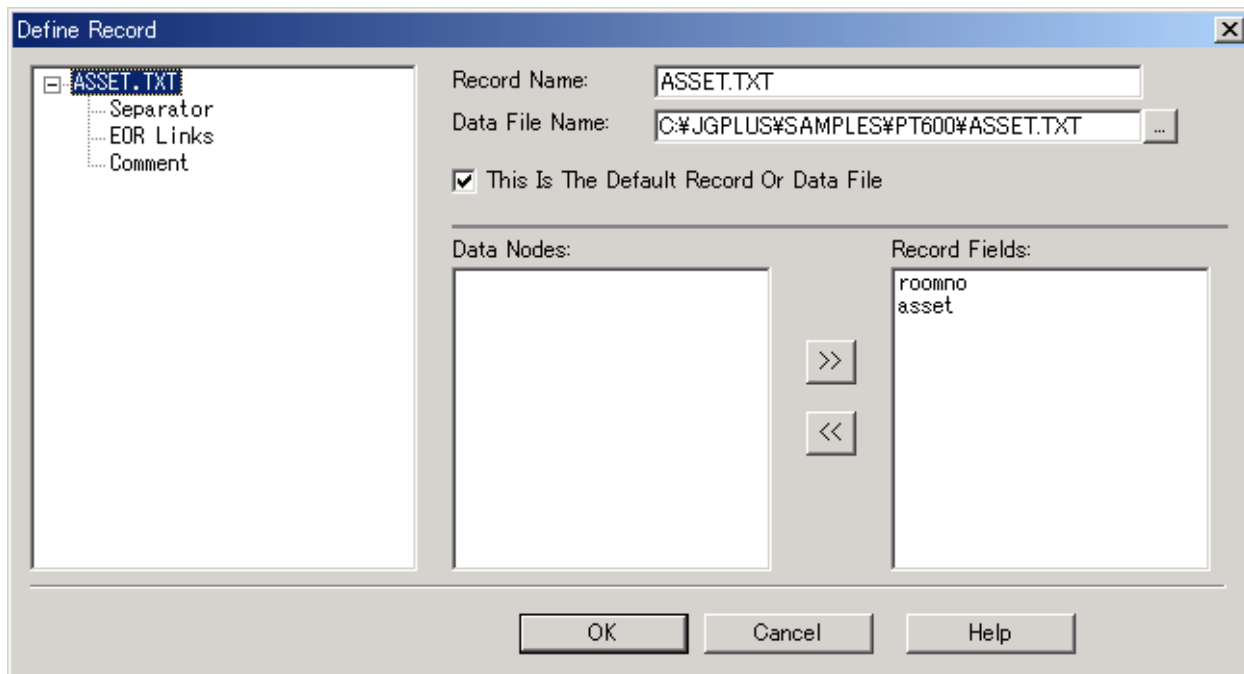 Define Record
ASSET.TXT
Separator
EOR Links
Comment
Record Name: ASSET.TXT
Data File Name: C:¥JGPLUS¥SAMPLES¥PT600¥ASSET.TXT ...
This Is The Default Record Or Data File
Data Nodes:
Record Fields:
roomno
asset
>>
<<
OK Cancel Help